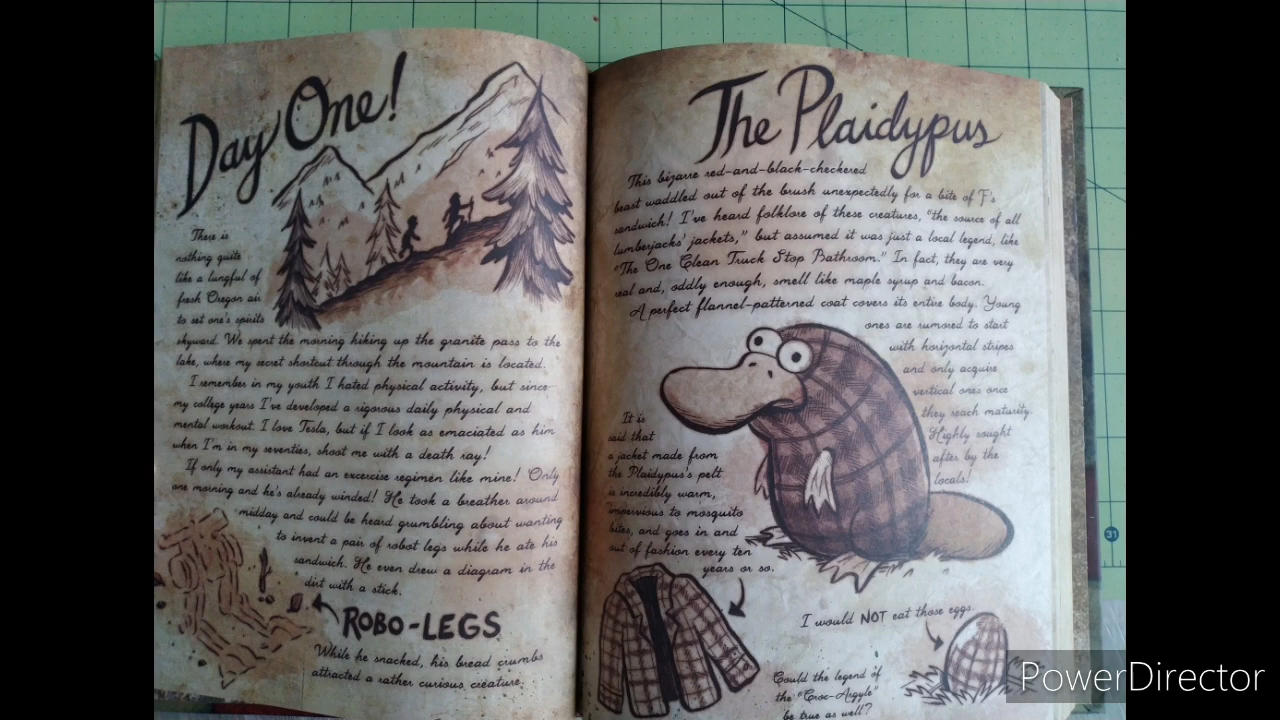 Day One!
There is
nothing quite
like a lungful of
fresh Oregon air
to set one's spirits
skyward. We spent the morning hiking up the granite pass to the
lake, where my secret shortcut through the mountain is located.
I remember in my youth I hated physical activity, but since
my college years I've developed a rigorous daily physical and
mental workout. I love Tesla, but if I look as emaciated as him
when I'm in my seventies, shoot me with a death ray!
If only my assistant had an excercise regimen like mine! Only
one morning and he's already winded! He took a breather around
midday and could be heard grumbling about wanting
to invent a pair of robot legs while he ate his
sandwich. He even drew a diagram in the
dirt with a stick.
ROBO-LEGS
While he snacked, his bread crumbs
attracted a rather curious creature.
The Plaidypus
This bizarre red-and-black-checkered
beast waddled out of the brush unexpectedly for a bite of F's
sandwich! I've heard folklore of these creatures, "the source of all
lumberjacks' jackets," but assumed it was just a local legend, like
"The One Clean Truck Stop Bathroom." In fact, they are very
real and, oddly enough, smell like maple syrup and bacon.
A perfect flannel-patterned coat covers its entire body. Young
ones are rumored to start
with horizontal stripes
and only acquire
vertical ones once
they reach maturity.
Highly sought
after by the
locals!
It is
said that
a jacket made from
the Plaidypus's pelt
is incredibly warm,
impervious to mosquito
bites, and goes in and
out of fashion every ten
years or so.
I would NOT eat those eggs.
Could the legend of
the "Croc-Argyle"
be true as well?
31
PowerDirector